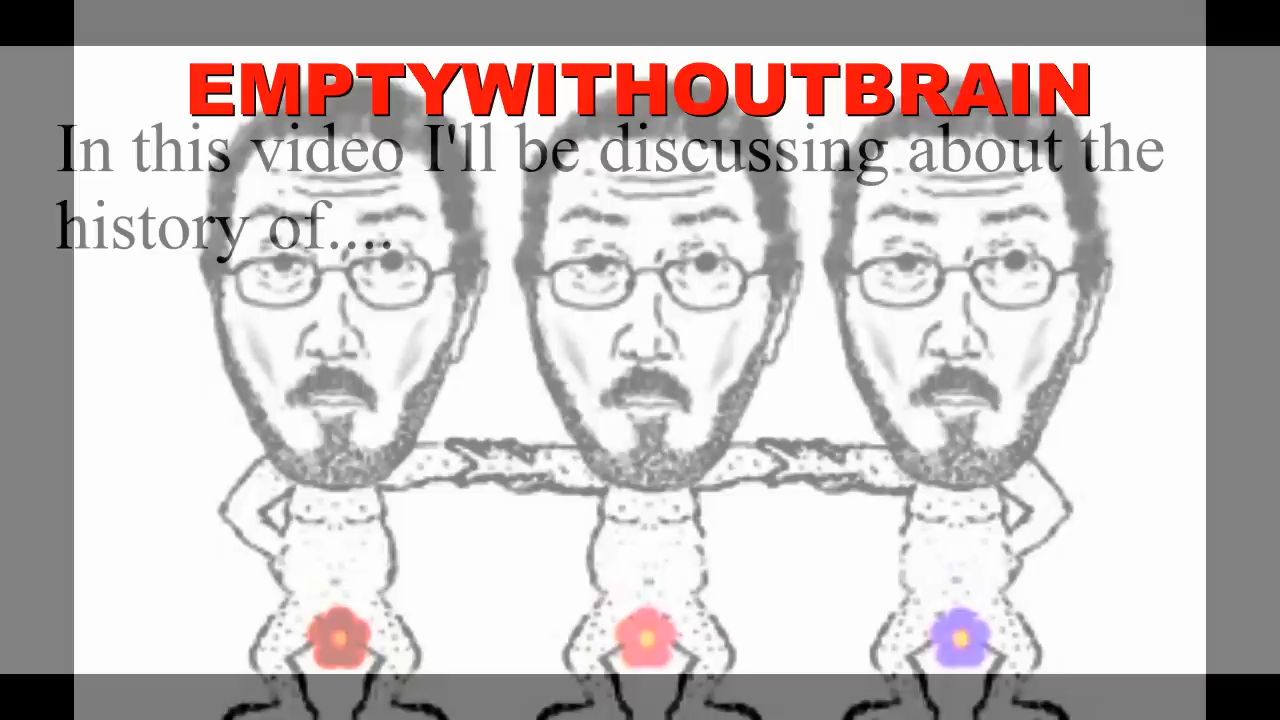 EMPTYWITHOUTBRAIN
In this video I'll be discussing about the
history of....